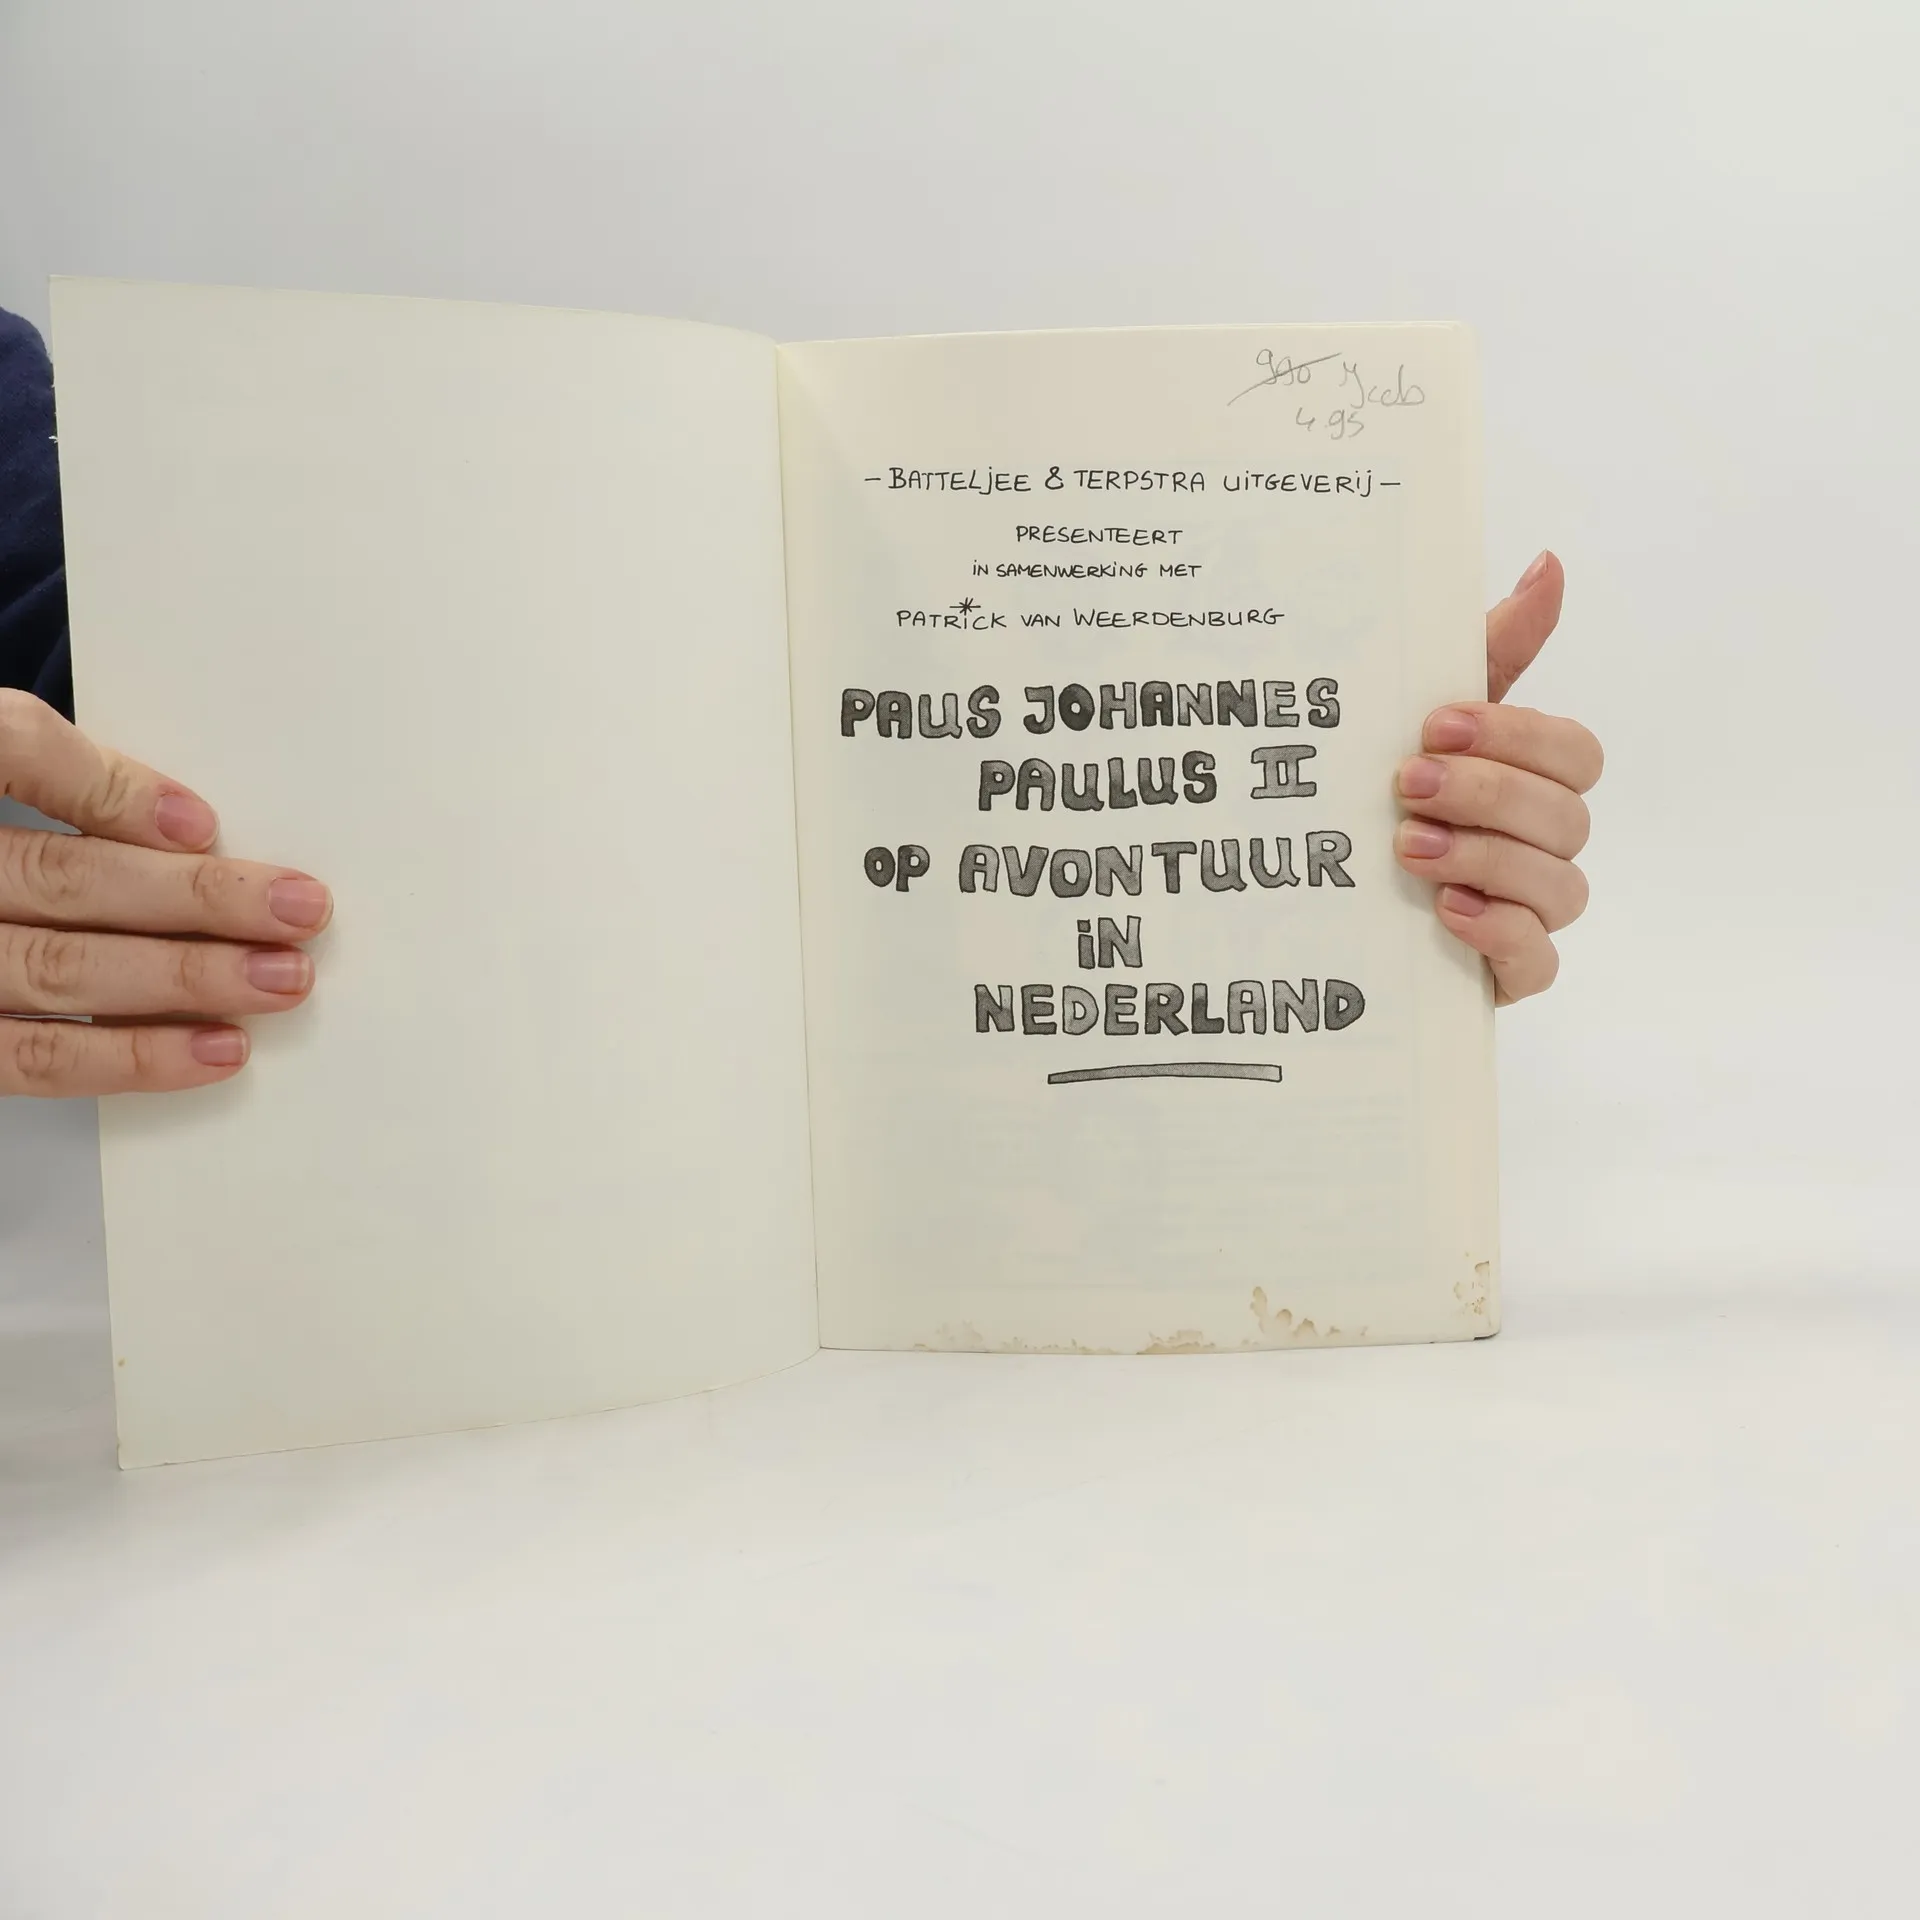 990
4.95
– BATTELJEE & TERPSTRA UITGEVERIJ –
PRESENTEERT
IN SAMENWERKING MET
PATRICK VAN WEERDENBURG
PAUS JOHANNES
PAULUS II
OP AVONTUUR
IN
NEDERLAND